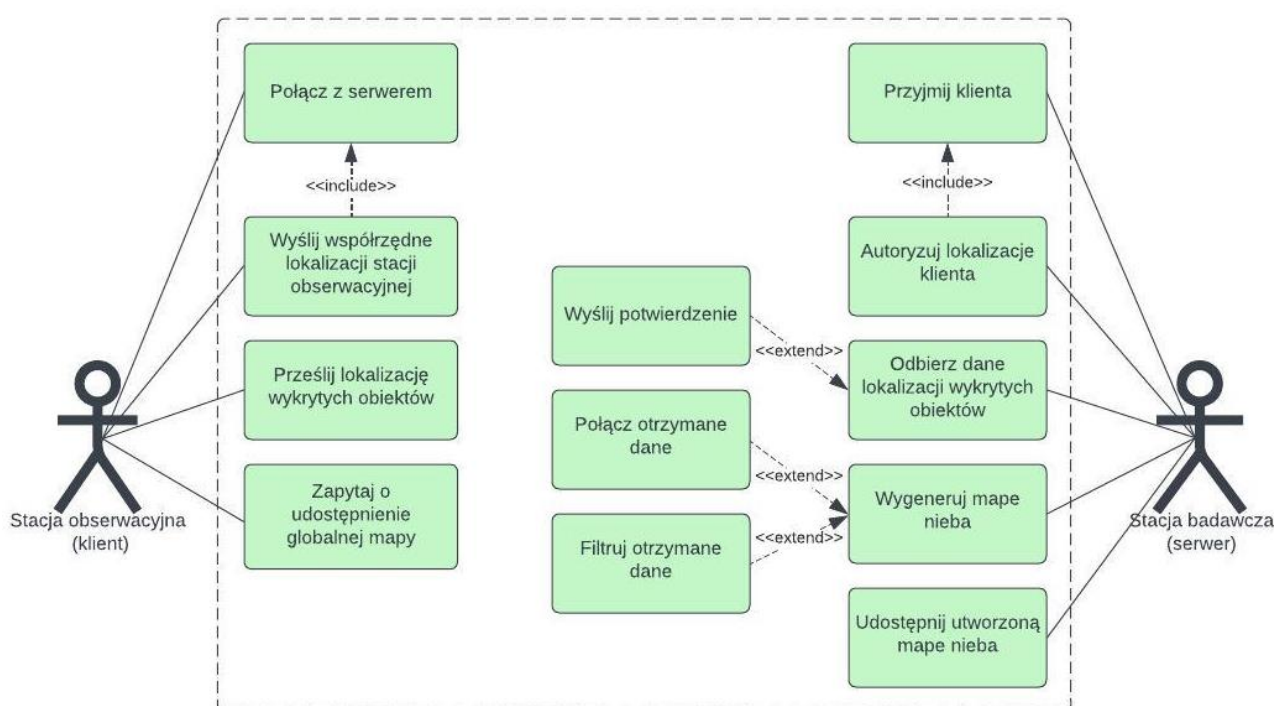 Połącz z serwerem
<<include>>
Wyślij współrzędne
lokalizacji stacji
obserwacyjnej
Prześlij lokalizację
wykrytych obiektów
Zapytaj o
udostępnienie
globalnej mapy
Stacja obserwacyjna
(klient)
Wyślij potwierdzenie
<<extend>>
Połącz otrzymane
dane
<<extend>>
Filtruj otrzymane
dane
<<extend>>
Przyjmij klienta
<<include>>
Autoryzuj lokalizacje
klienta
Odbierz dane
lokalizacji wykrytych
obiektów
Wygeneruj mape
nieba
Udostępnij utworzoną
mape nieba
Stacja badawcza
(serwer)